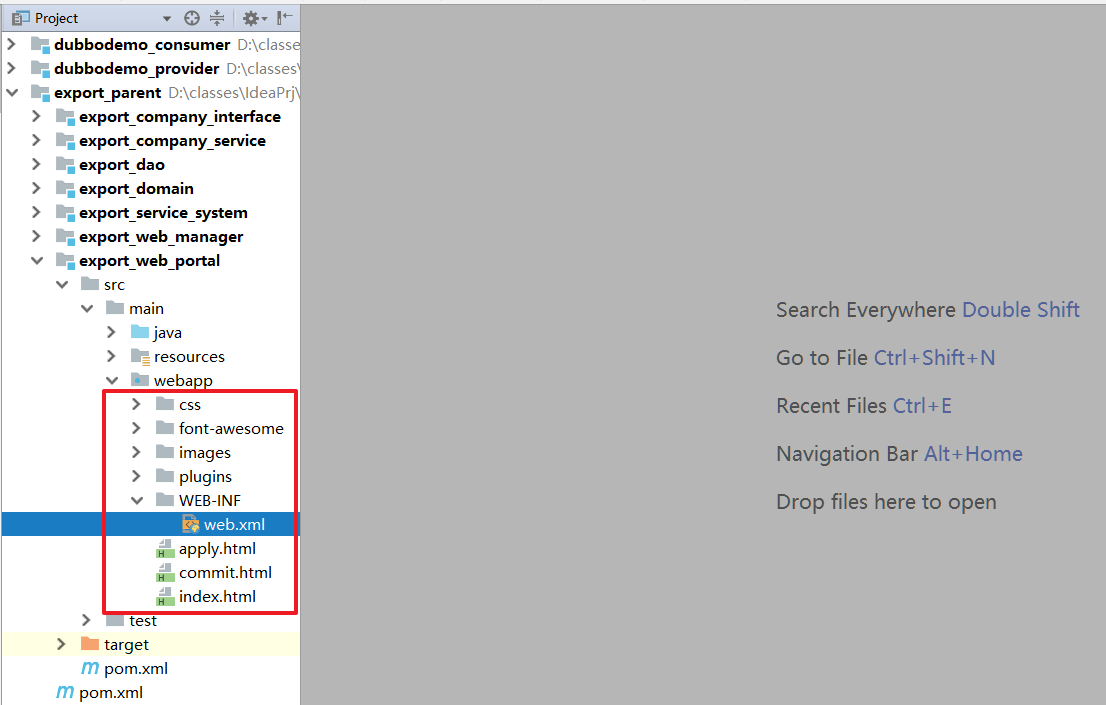 Project
dubbodemo_consumer D:\classe
dubbodemo_provider D:\classes\
export_parent D:\classes\IdeaPrj\
export_company_interface
export_company_service
export_dao
export_domain
export_service_system
export_web_manager
export_web_portal
src
main
java
resources
webapp
css
font-awesome
images
plugins
WEB-INF
web.xml
apply.html
commit.html
index.html
test
target
pom.xml
pom.xml
Search Everywhere Double Shift
Go to File Ctrl+Shift+N
Recent Files Ctrl+E
Navigation Bar Alt+Home
Drop files here to open